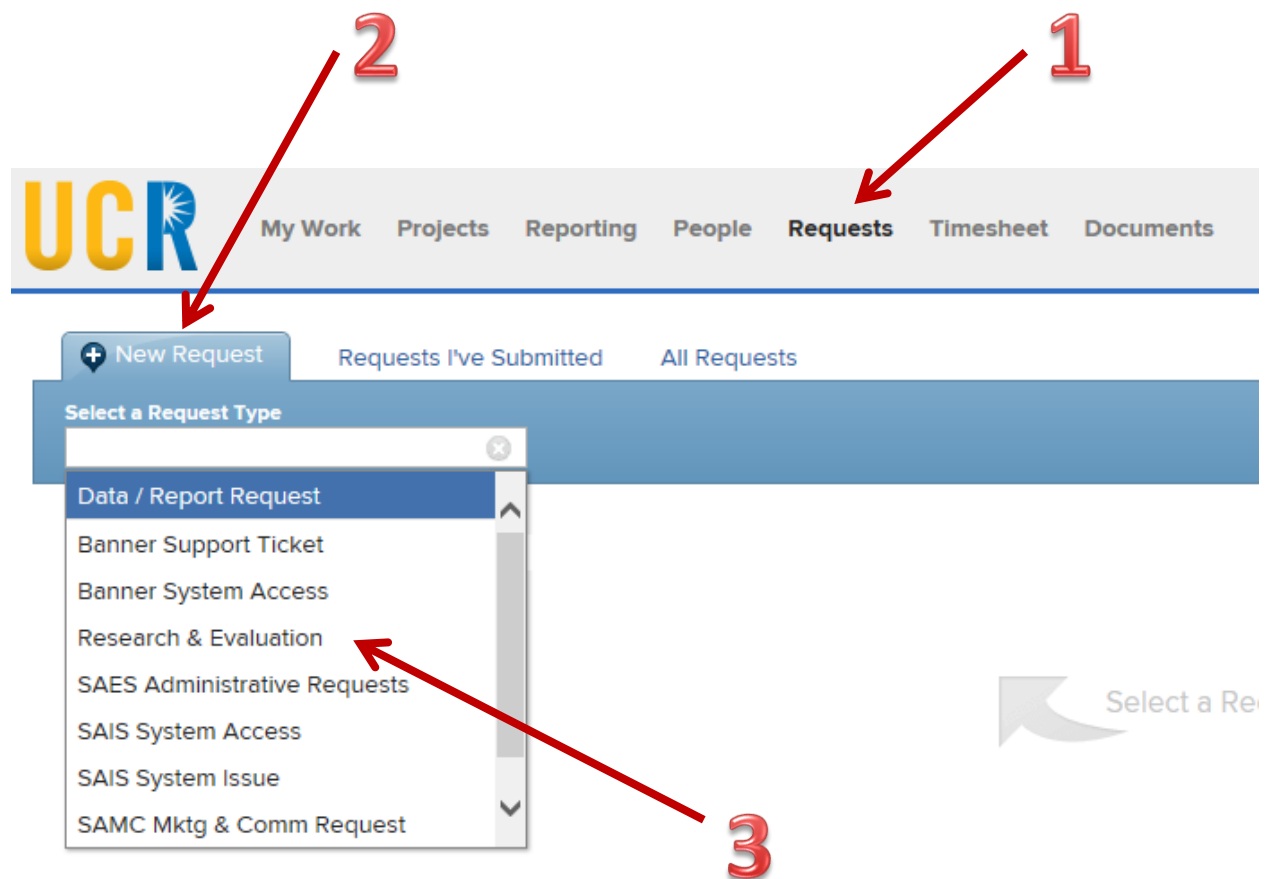 2
1
UCR My Work Projects Reporting People Requests Timesheet Documents
New Request Requests I've Submitted All Requests
Select a Request Type
Data / Report Request
Banner Support Ticket
Banner System Access
Research & Evaluation
SAES Administrative Requests
SAIS System Access
SAIS System Issue
SAMC Mktg & Comm Request
Select a
3